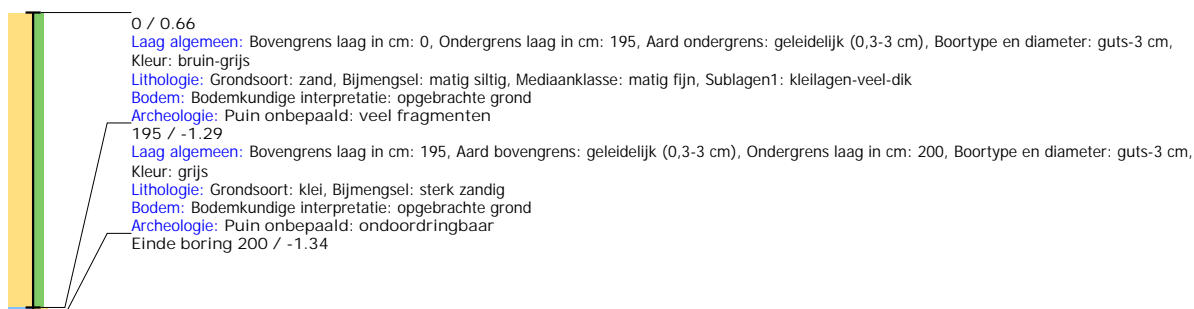 0 / 0.66
Laag algemeen: Bovengrens laag in cm: 0, Ondergrens laag in cm: 195, Aard ondergrens: geleidelijk (0,3-3 cm), Boortype en diameter: guts-3 cm,
Kleur: bruin-grijs
Lithologie: Grondsoort: zand, Bijmengsel: matig siltig, Mediaanklasse: matig fijn, Sublagen1: kleilagen-veel-dik
Bodem: Bodemkundige interpretatie: opgebrachte grond
Archeologie: Puin onbepaald: veel fragmenten
195 / -1.29
Laag algemeen: Bovengrens laag in cm: 195, Aard bovengrens: geleidelijk (0,3-3 cm), Ondergrens laag in cm: 200, Boortype en diameter: guts-3 cm,
Kleur: grijs
Lithologie: Grondsoort: klei, Bijmengsel: sterk zandig
Bodem: Bodemkundige interpretatie: opgebrachte grond
Archeologie: Puin onbepaald: ondoordringbaar
Einde boring 200 / -1.34